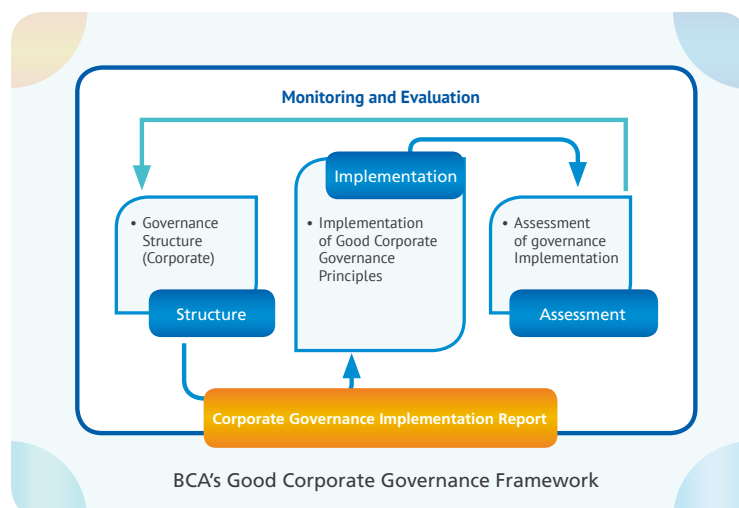 Monitoring and Evaluation
• Governance
Structure
(Corporate)
Structure
Implementation
• Implementation
of Good Corporate
Governance
Principles
• Assessment
of governance
Implementation
Assessment
Corporate Governance Implementation Report
BCA's Good Corporate Governance Framework